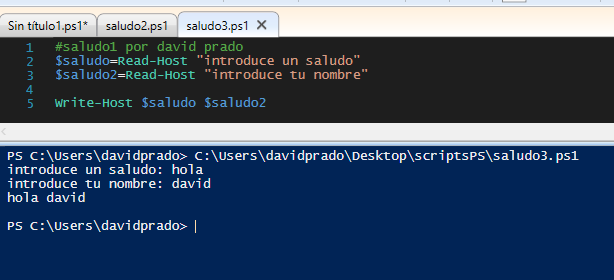 Sin título1.ps1* saludo2.ps1 saludo3.ps1 X
1 #saludo1 por david prado
2 $saludo=Read-Host "introduce un saludo"
3 $saludo2=Read-Host "introduce tu nombre"
4
5 Write-Host $saludo $saludo2
PS C:\Users\davidprado> C:\Users\davidprado\Desktop\scriptsPS\saludo3.ps1
introduce un saludo: hola
introduce tu nombre: david
hola david
PS C:\Users\davidprado>